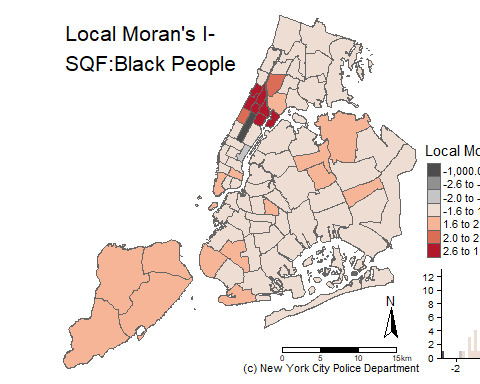 Local Moran's I-
SQF:Black People
Local Mo
-1,000.0
-2.6 to -
-2.0 to -
-1.6 to 1
1.6 to 2
2.0 to 2
2.6 to 1
12
10
8
6
4
2
0
-2
N
0 5 10 15km
(c) New York City Police Department